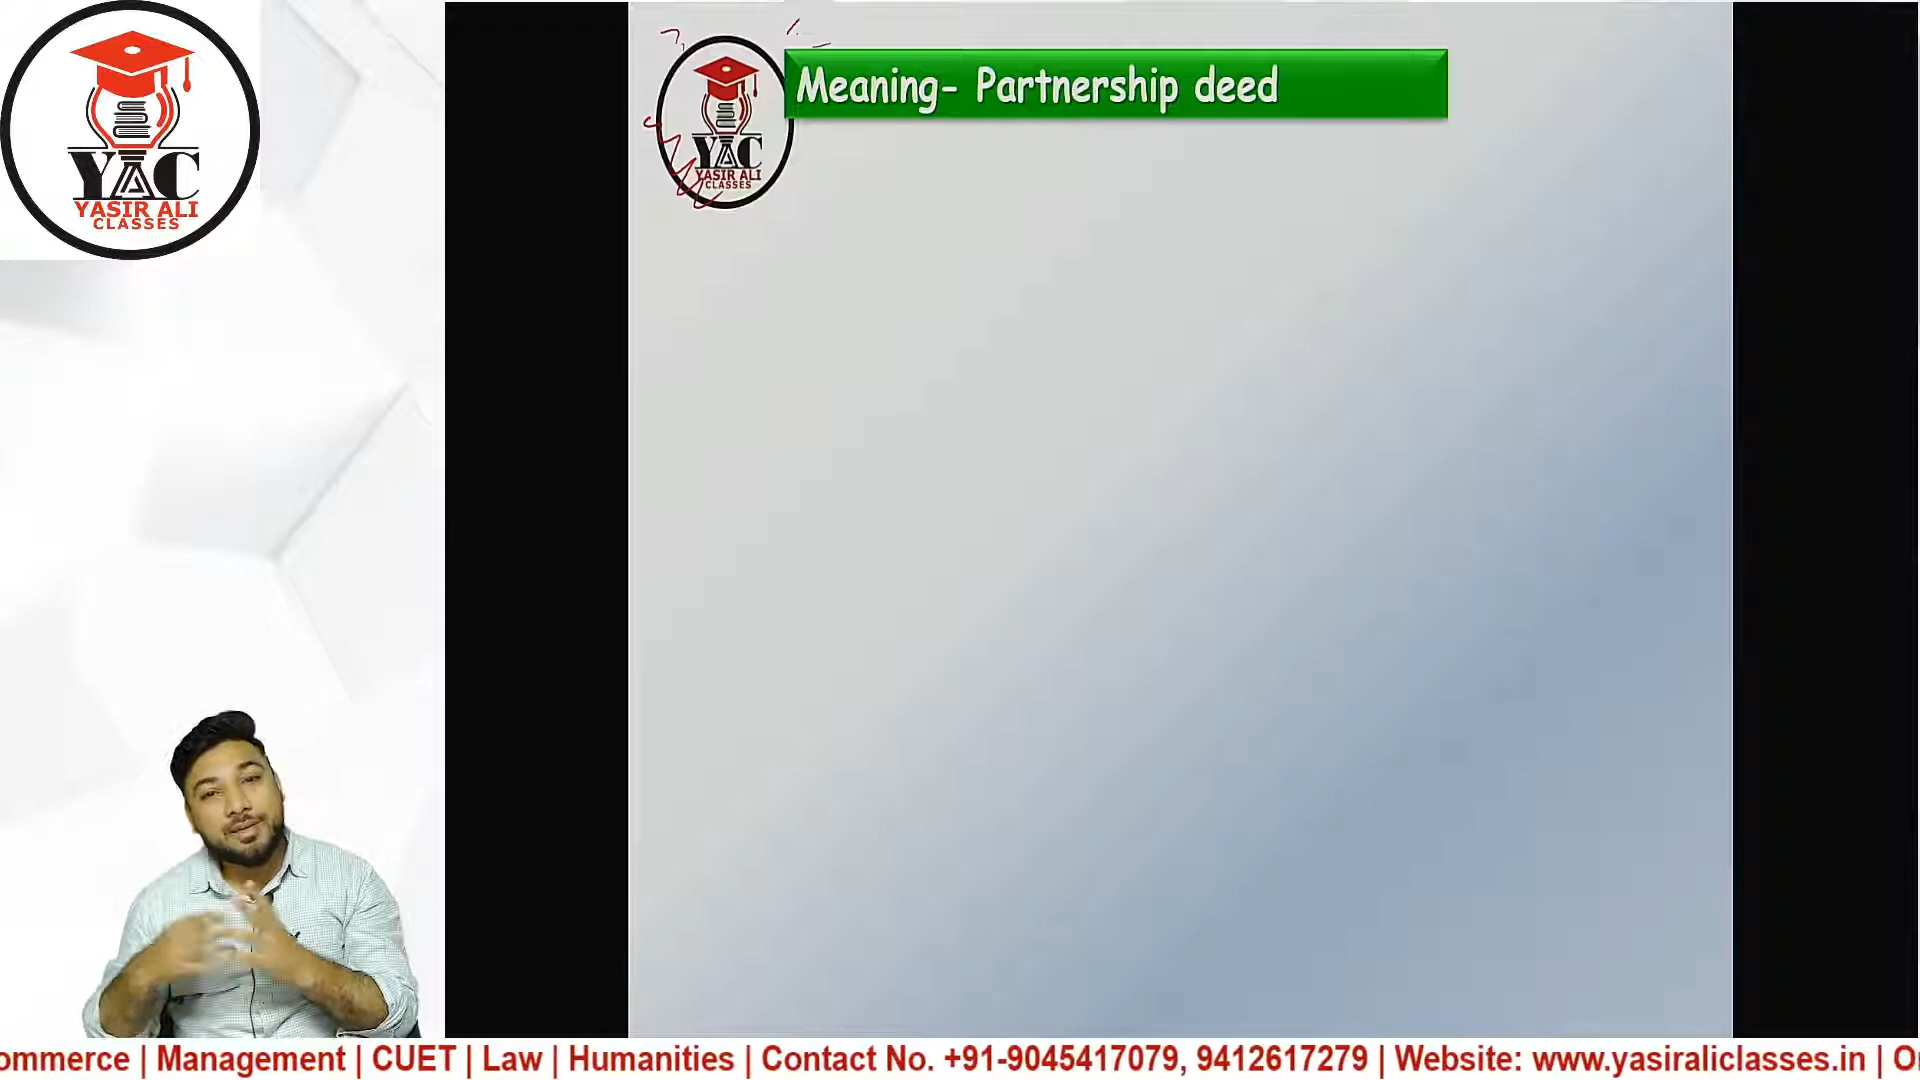 YAC
YASIR ALI
CLASSES
Meaning- Partnership deed
YAC
YASIR ALI
CLASSES
ommerce | Management | CUET | Law | Humanities | Contact No. +91-9045417079, 9412617279 | Website: www.yasiraliclasses.in | O